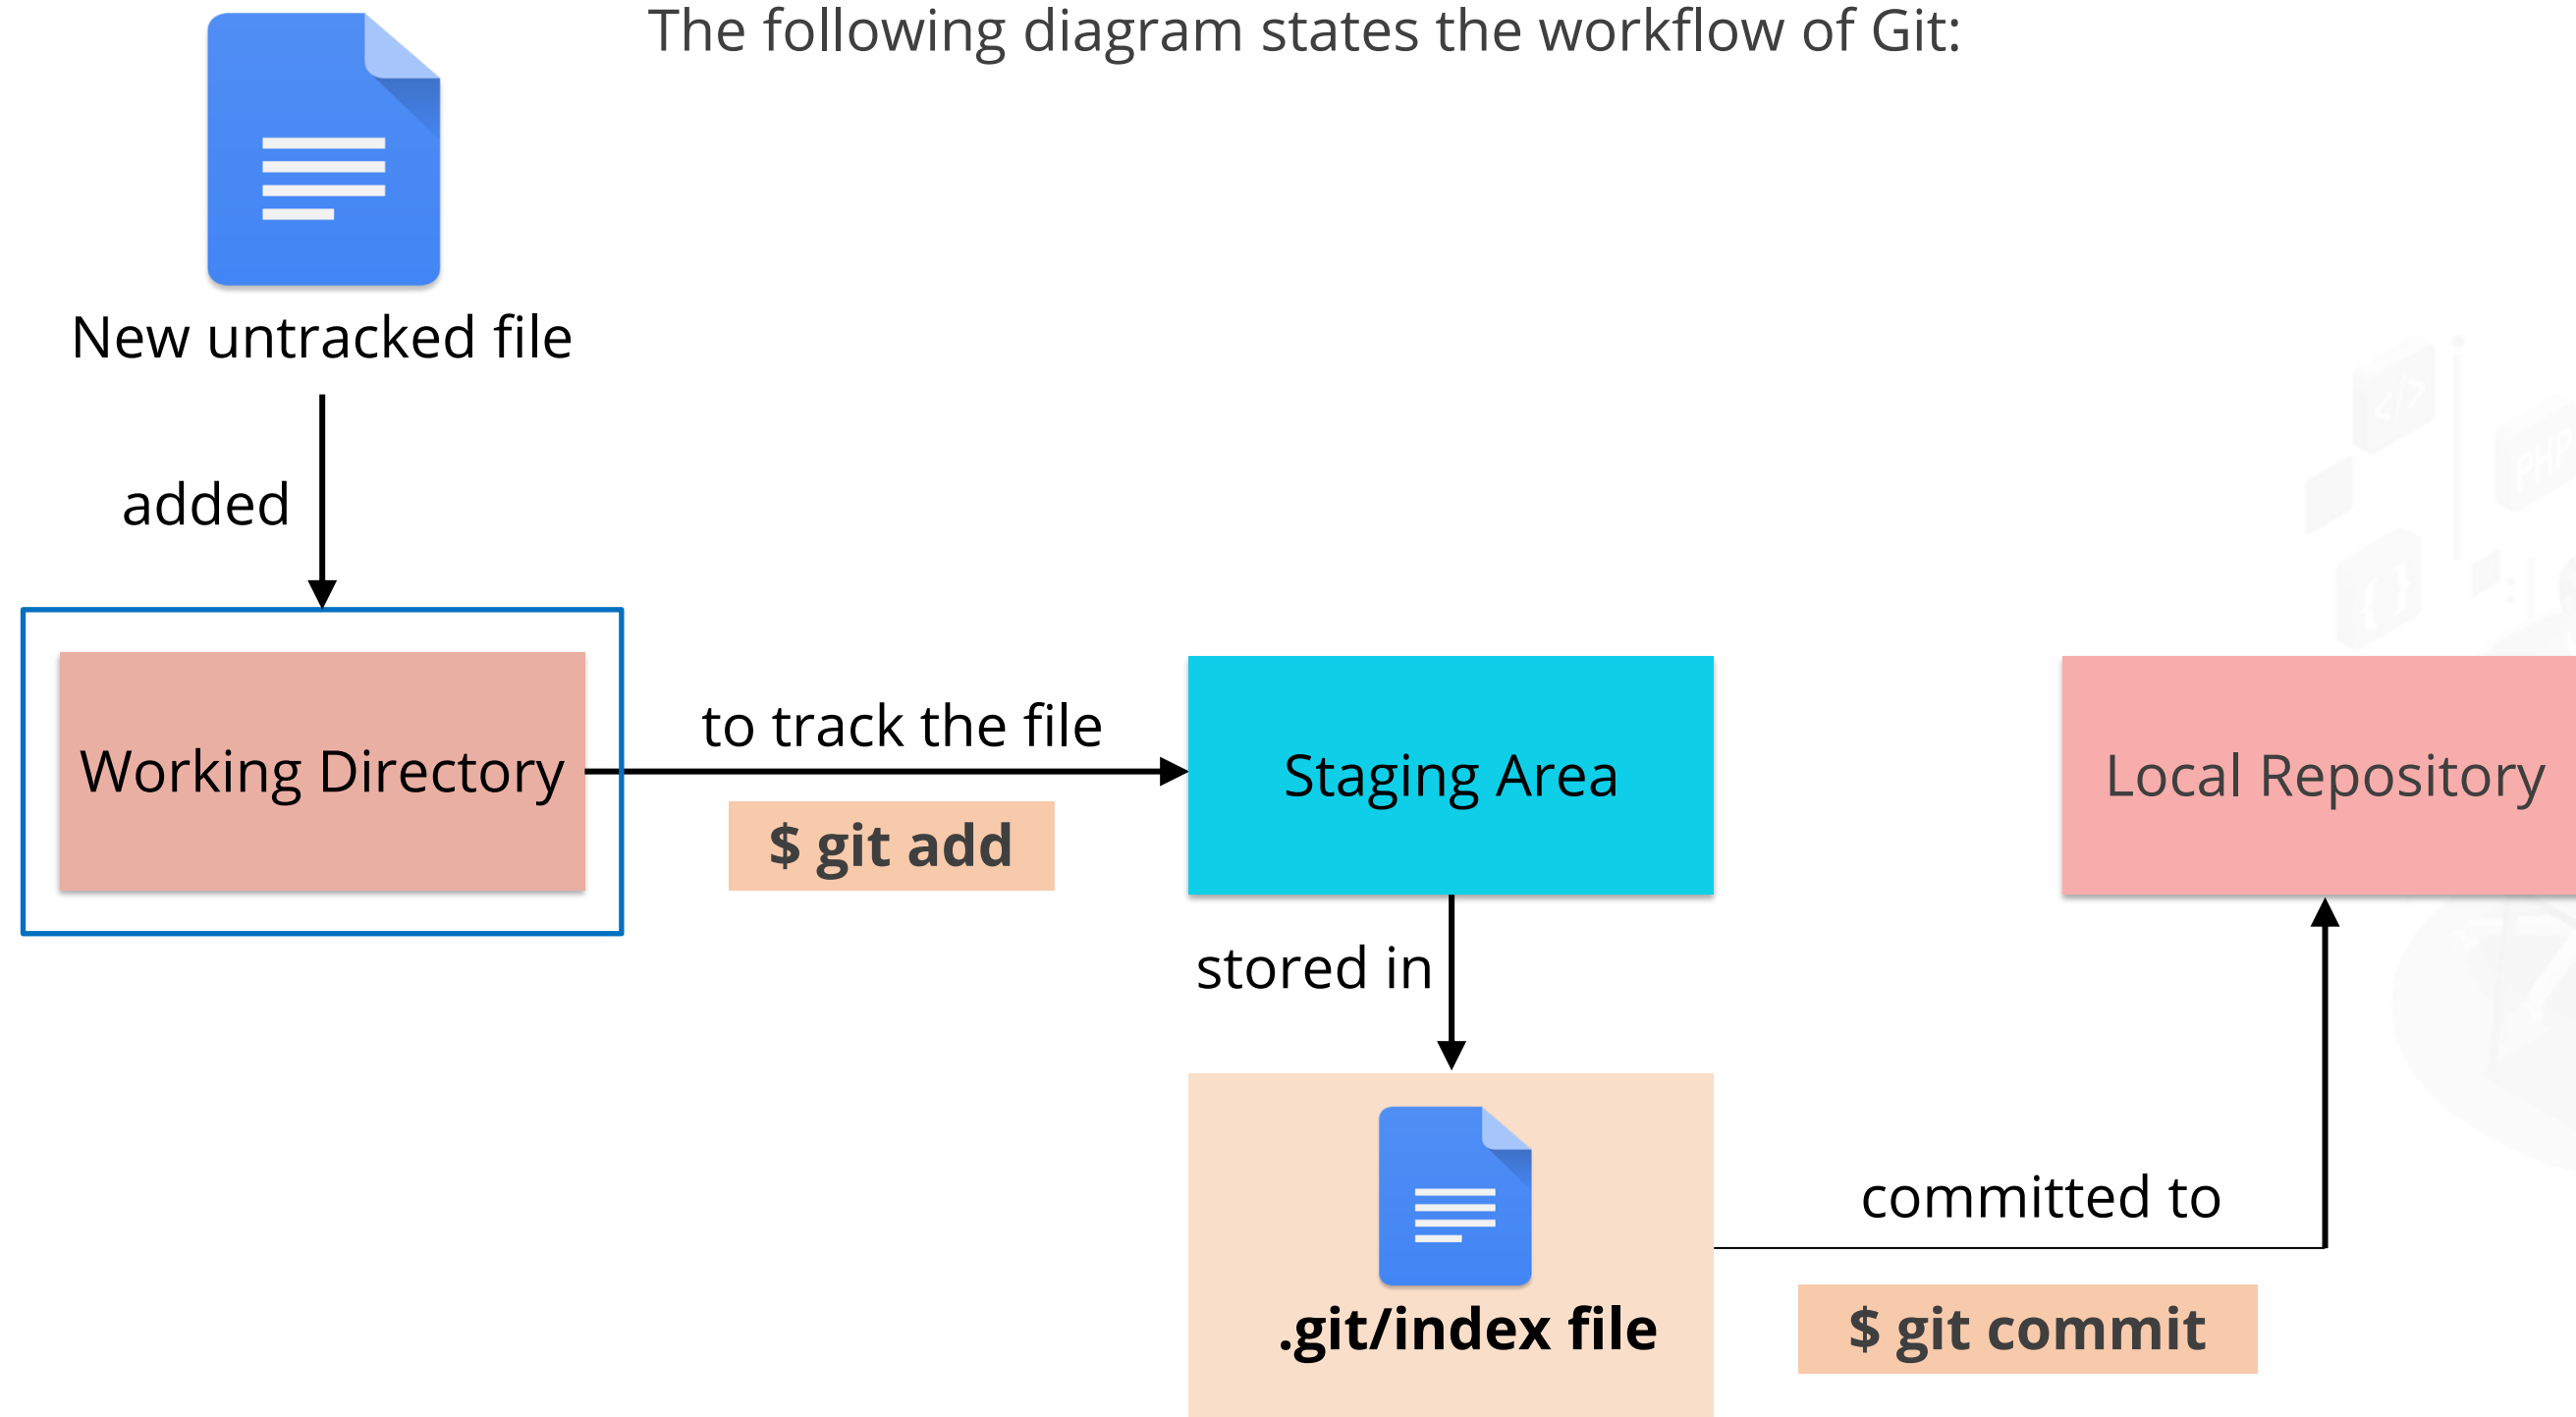 The following diagram states the workflow of Git:
New untracked file
added
Working Directory
to track the file
$ git add
Staging Area
Local Repository
stored in
.git/index file
committed to
$ git commit
</>
PHP
{ }